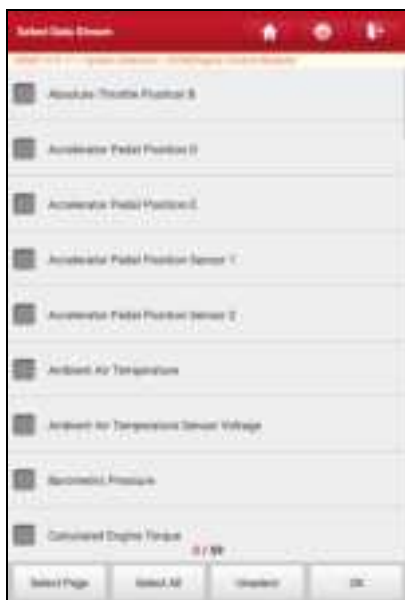 Select Data Stream
Absolute Throttle Position B
Accelerator Pedal Position D
Accelerator Pedal Position E
Accelerator Pedal Position Sensor 1
Accelerator Pedal Position Sensor 2
Ambient Air Temperature
Ambient Air Temperature Sensor Voltage
Barometric Pressure
Calculated Engine Torque
Select Page
Select All
Unselect
OK